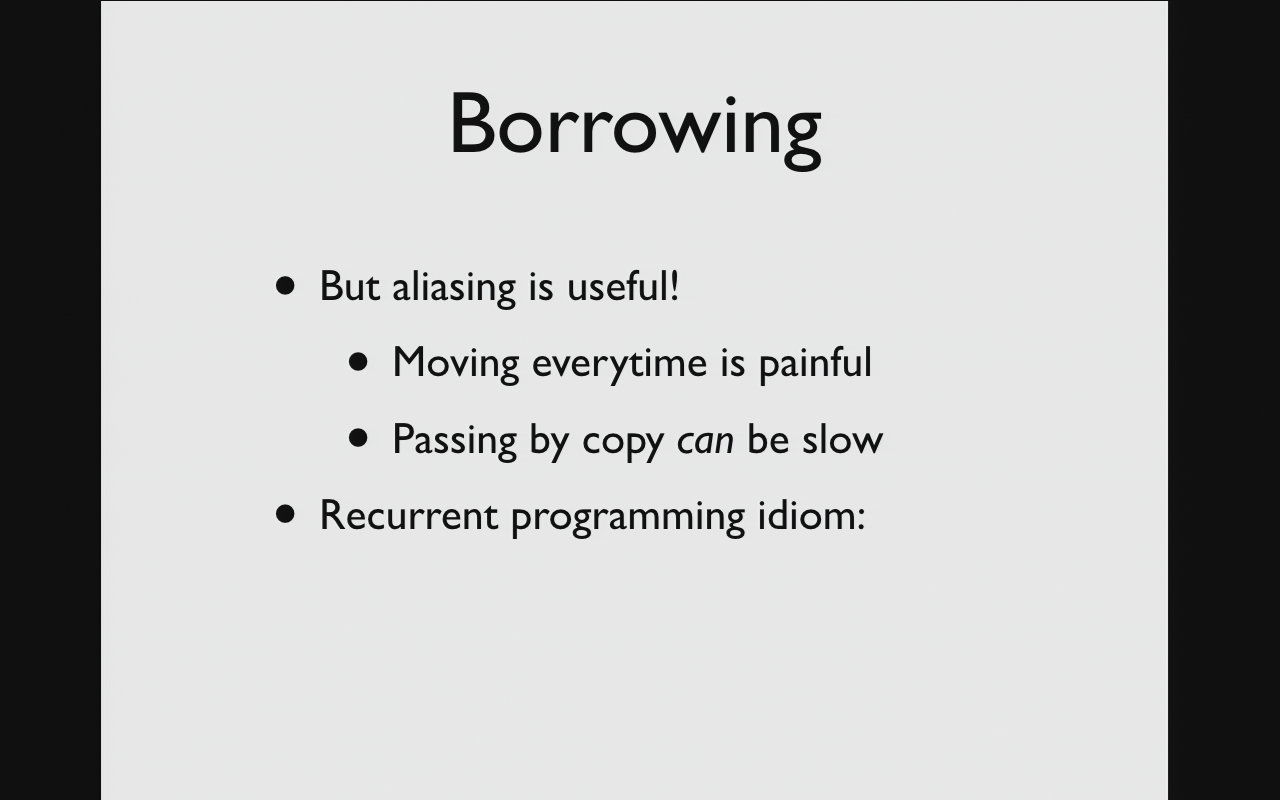 Borrowing
• But aliasing is useful!
• Moving everytime is painful
• Passing by copy can be slow
• Recurrent programming idiom: